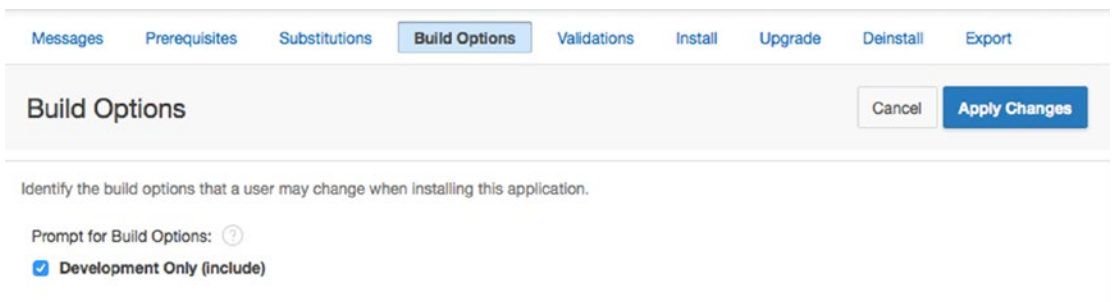 Messages Prerequisites Substitutions Build Options Validations Install Upgrade Deinstall Export
Build Options Cancel Apply Changes
Identify the build options that a user may change when installing this application.
Prompt for Build Options: ?
Development Only (include)